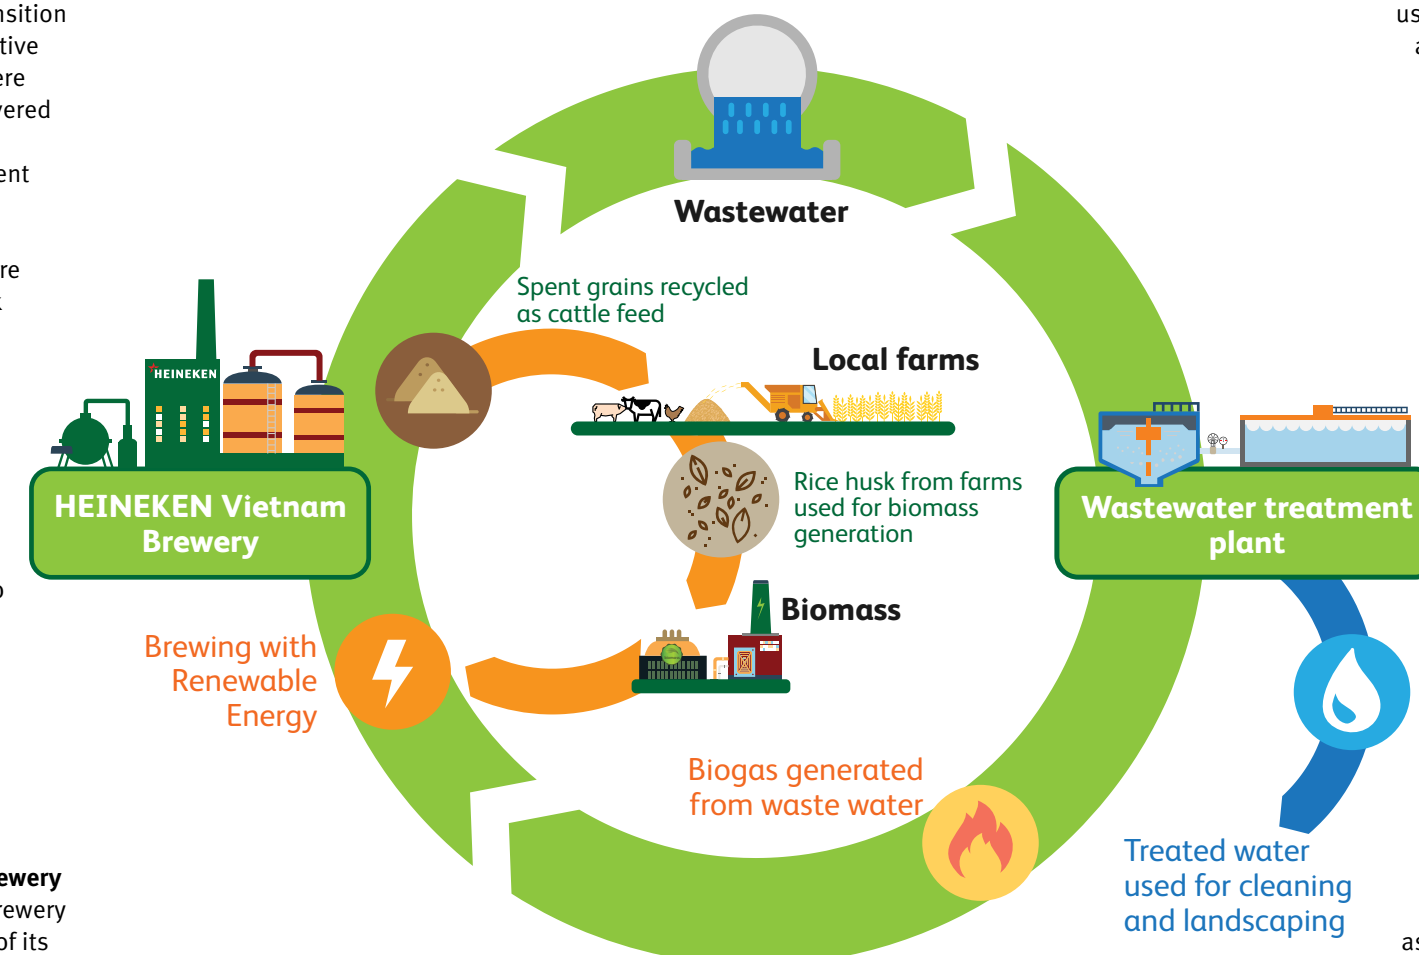 nsition
tive
ere
vered
ent
re
k
o
ewery
rewery
of its
us
a
as
Wastewater
Spent grains recycled
as cattle feed
Local farms
HEINEKEN
HEINEKEN Vietnam
Brewery
Rice husk from farms
used for biomass
generation
Wastewater treatment
plant
Biomass
Brewing with
Renewable
Energy
Biogas generated
from waste water
Treated water
used for cleaning
and landscaping